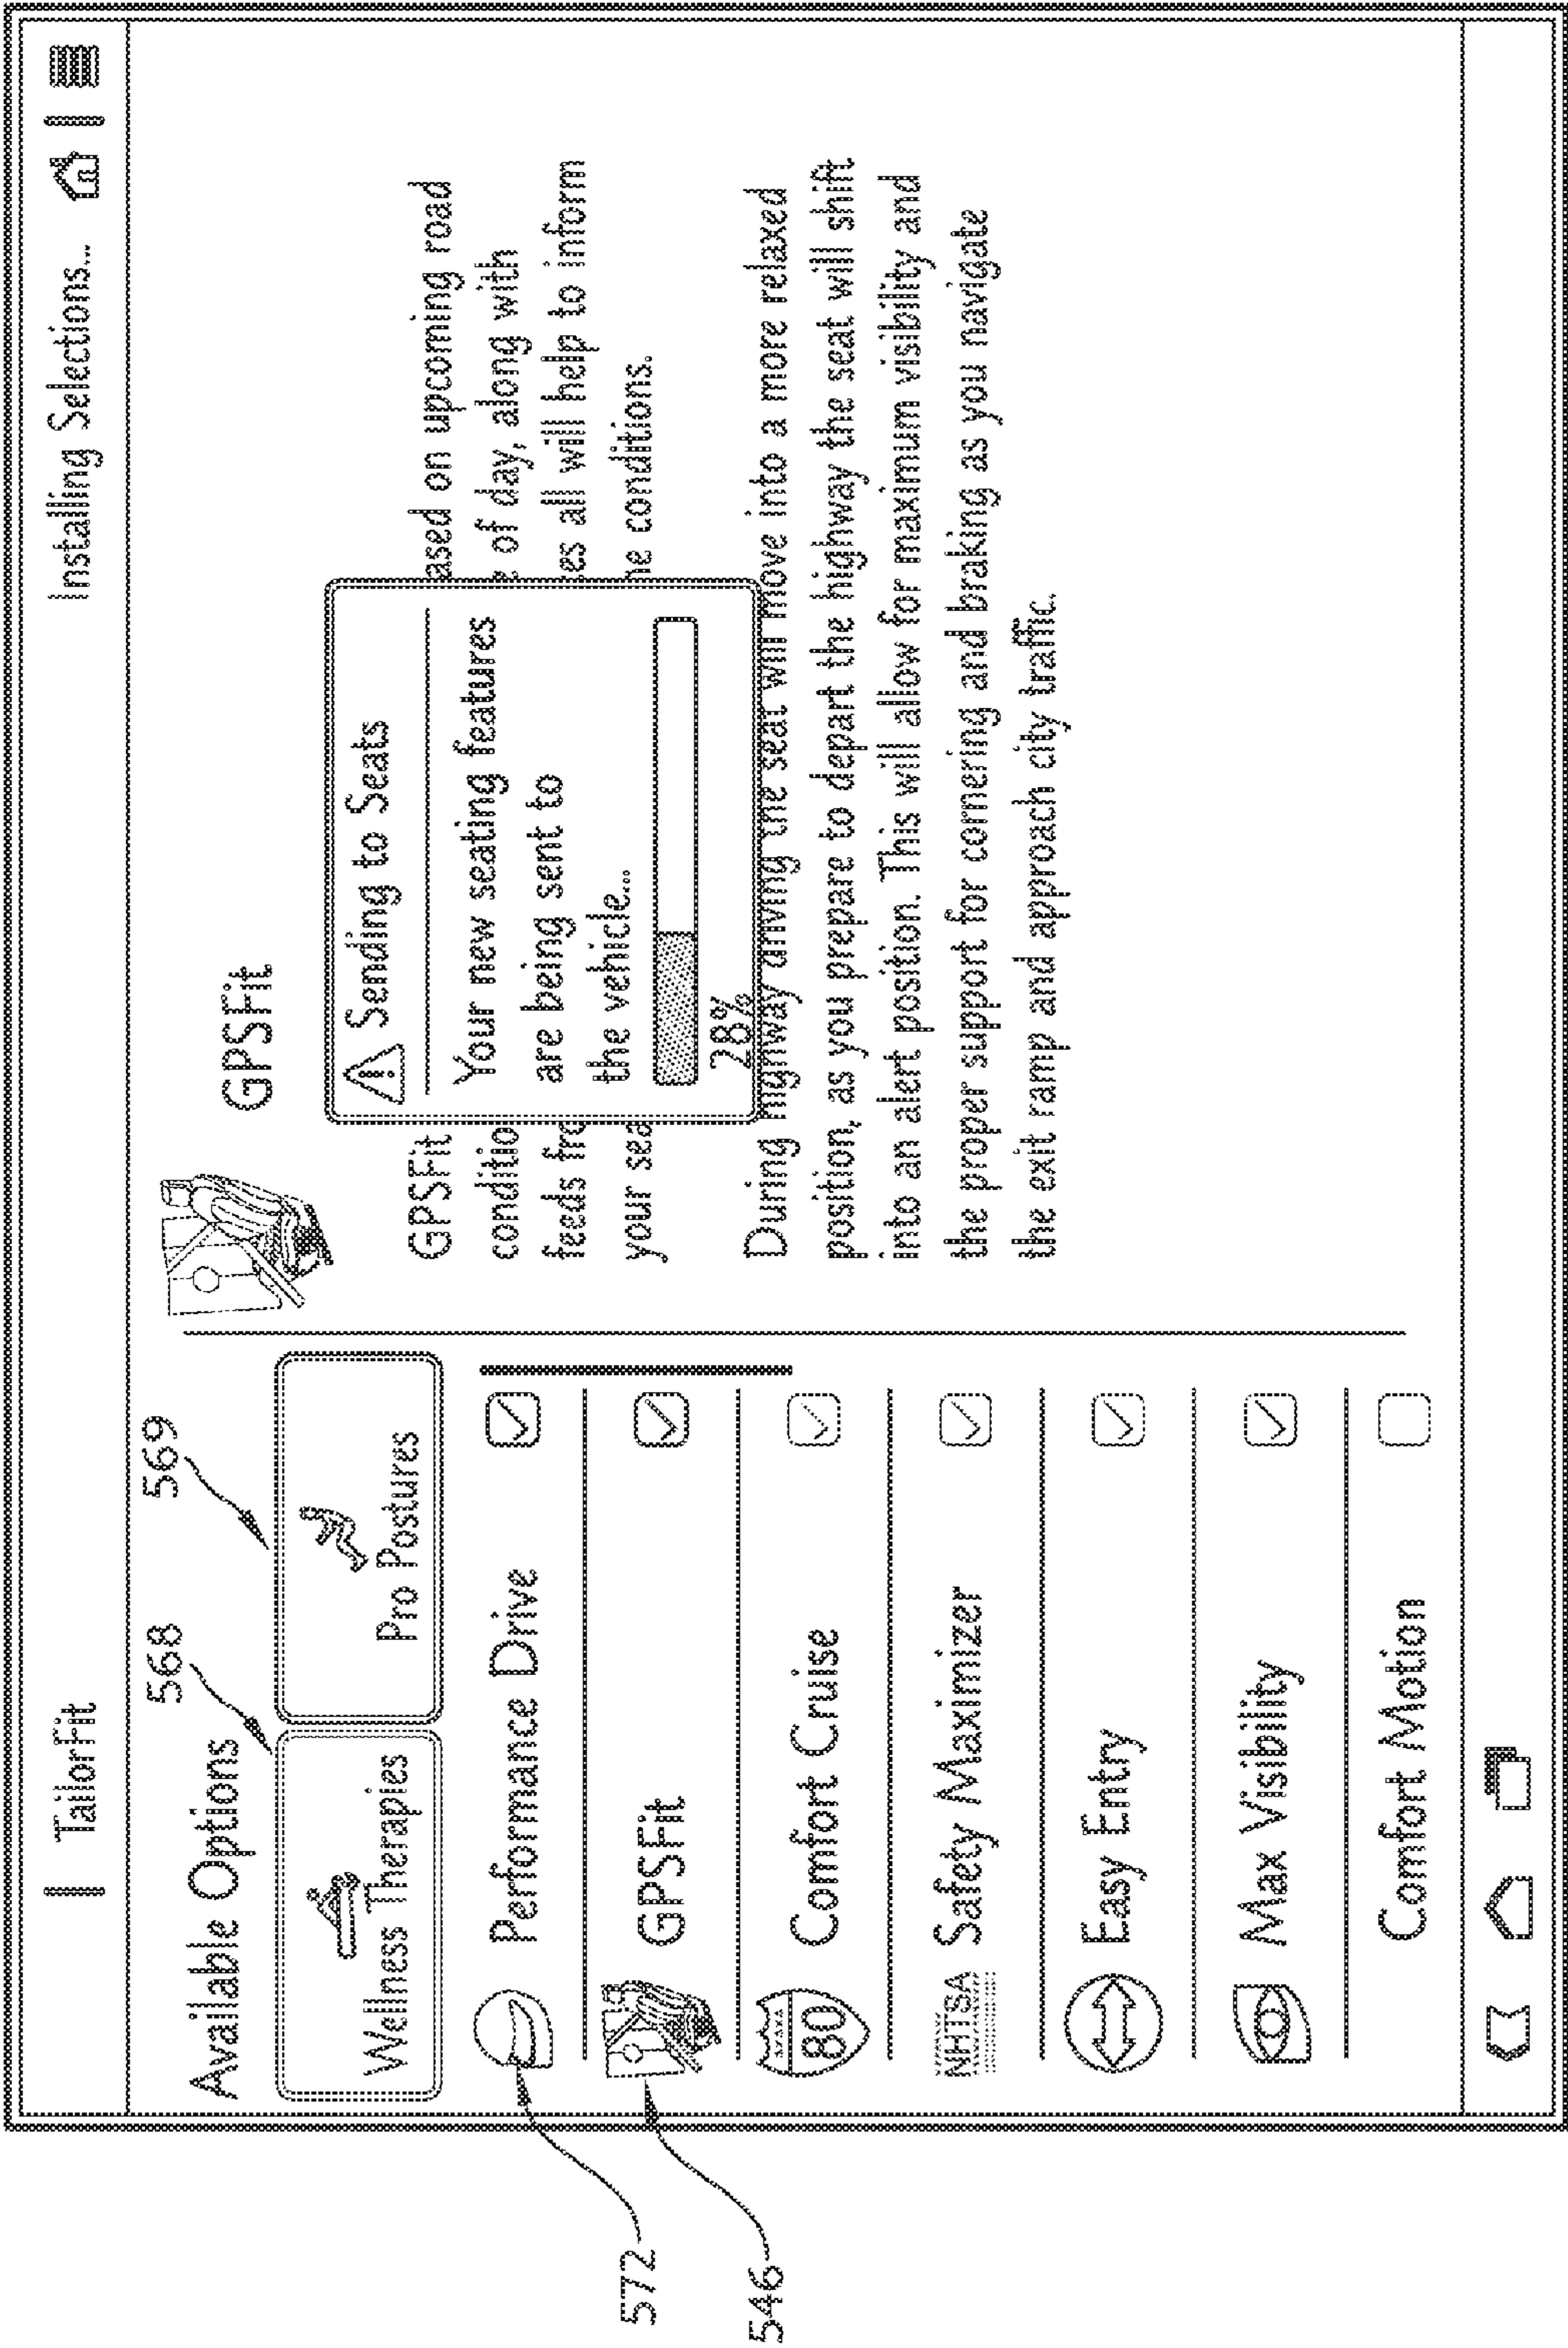 TailorFit
Installing Selections...
Available Options
568
569
Wellness Therapies
Pro Postures
572
Performance Drive
546
GPSFit
80
Comfort Cruise
NHTSA
Safety Maximizer
Easy Entry
Max Visibility
Comfort Motion
GPSFit
GPSFit ased on upcoming road
conditio of day, along with
feeds fro es all will help to inform
your sea he conditions.
Sending to Seats
Your new seating features
are being sent to
the vehicle...
28%
During highway driving the seat will move into a more relaxed
position, as you prepare to depart the highway the seat will shift
into an alert position. This will allow for maximum visibility and
the proper support for cornering and braking as you navigate
the exit ramp and approach city traffic.